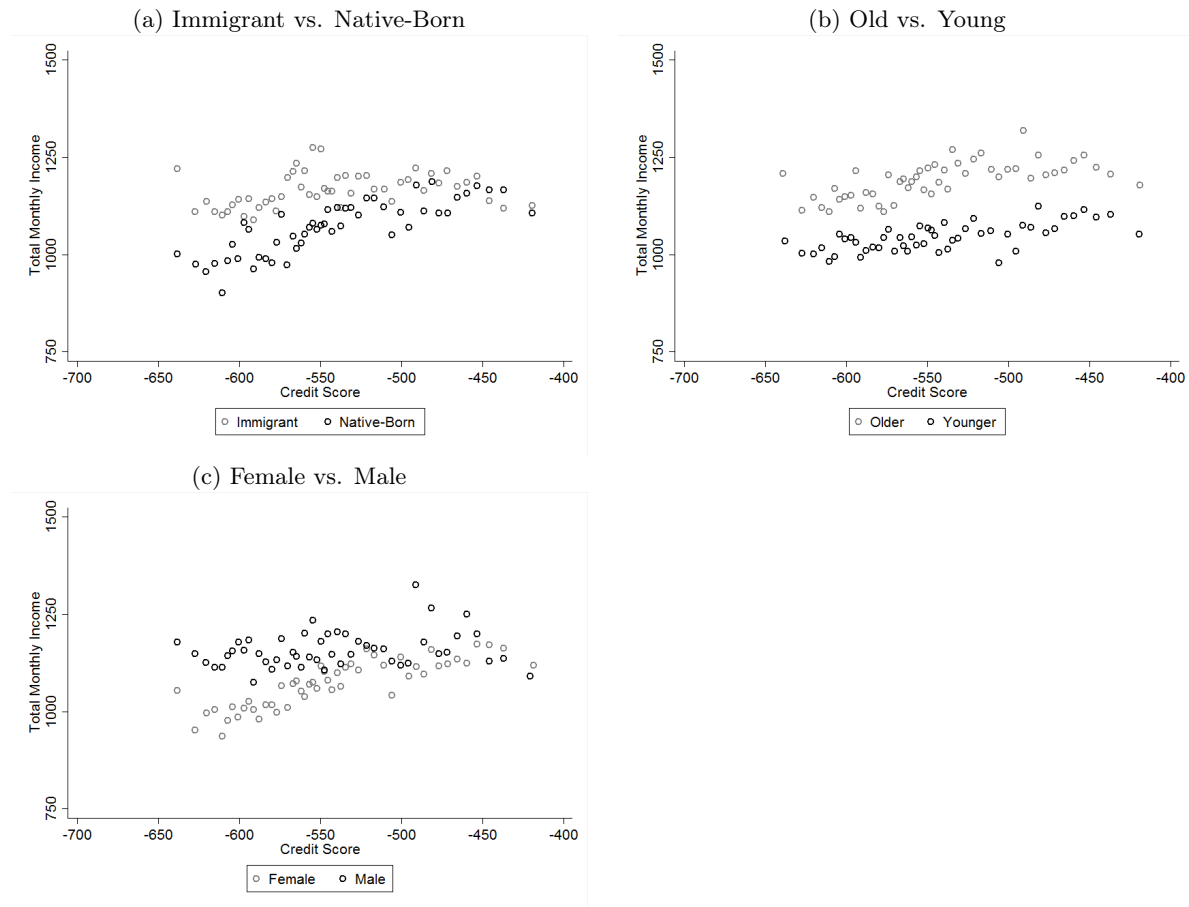 (a) Immigrant vs. Native-Born
Total Monthly Income
1500
1250
1000
750
-700 -650 -600 -550 -500 -450 -400
Credit Score
Immigrant Native-Born
(b) Old vs. Young
Total Monthly Income
1500
1250
1000
750
-700 -650 -600 -550 -500 -450 -400
Credit Score
Older Younger
(c) Female vs. Male
Total Monthly Income
1500
1250
1000
750
-700 -650 -600 -550 -500 -450 -400
Credit Score
Female Male